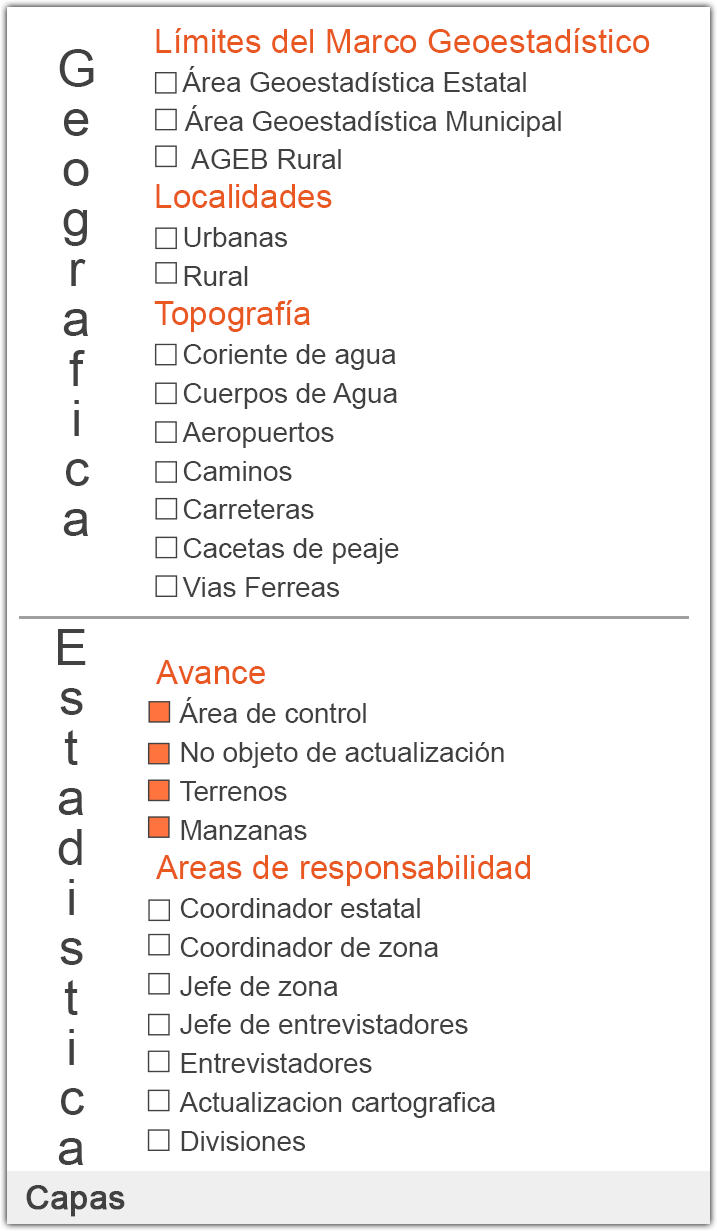 Geografica
Límites del Marco Geoestadístico
Área Geoestadística Estatal
Área Geoestadística Municipal
AGEB Rural
Localidades
Urbanas
Rural
Topografía
Coriente de agua
Cuerpos de Agua
Aeropuertos
Caminos
Carreteras
Cacetas de peaje
Vias Ferreas
Estadistica
Avance
Área de control
No objeto de actualización
Terrenos
Manzanas
Areas de responsabilidad
Coordinador estatal
Coordinador de zona
Jefe de zona
Jefe de entrevistadores
Entrevistadores
Actualizacion cartografica
Divisiones
Capas